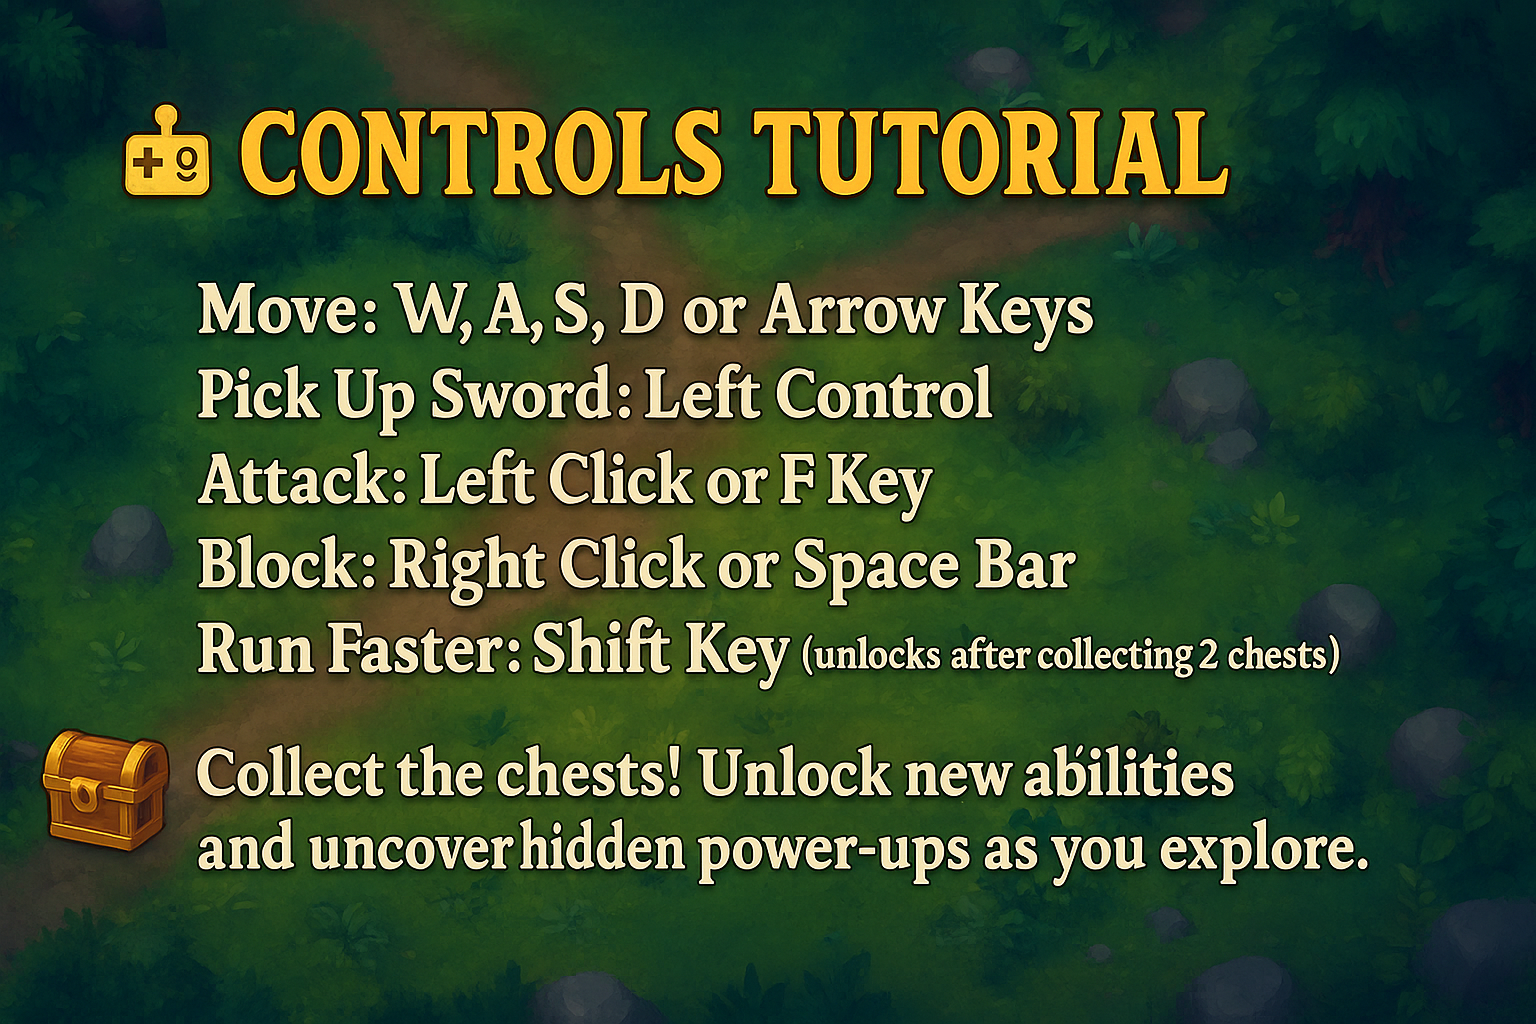 CONTROLS TUTORIAL
Move: W, A, S, D or Arrow Keys
Pick Up Sword: Left Control
Attack: Left Click or F Key
Block: Right Click or Space Bar
Run Faster: Shift Key (unlocks after collecting 2 chests)
Collect the chests! Unlock new abilities
and uncover hidden power-ups as you explore.